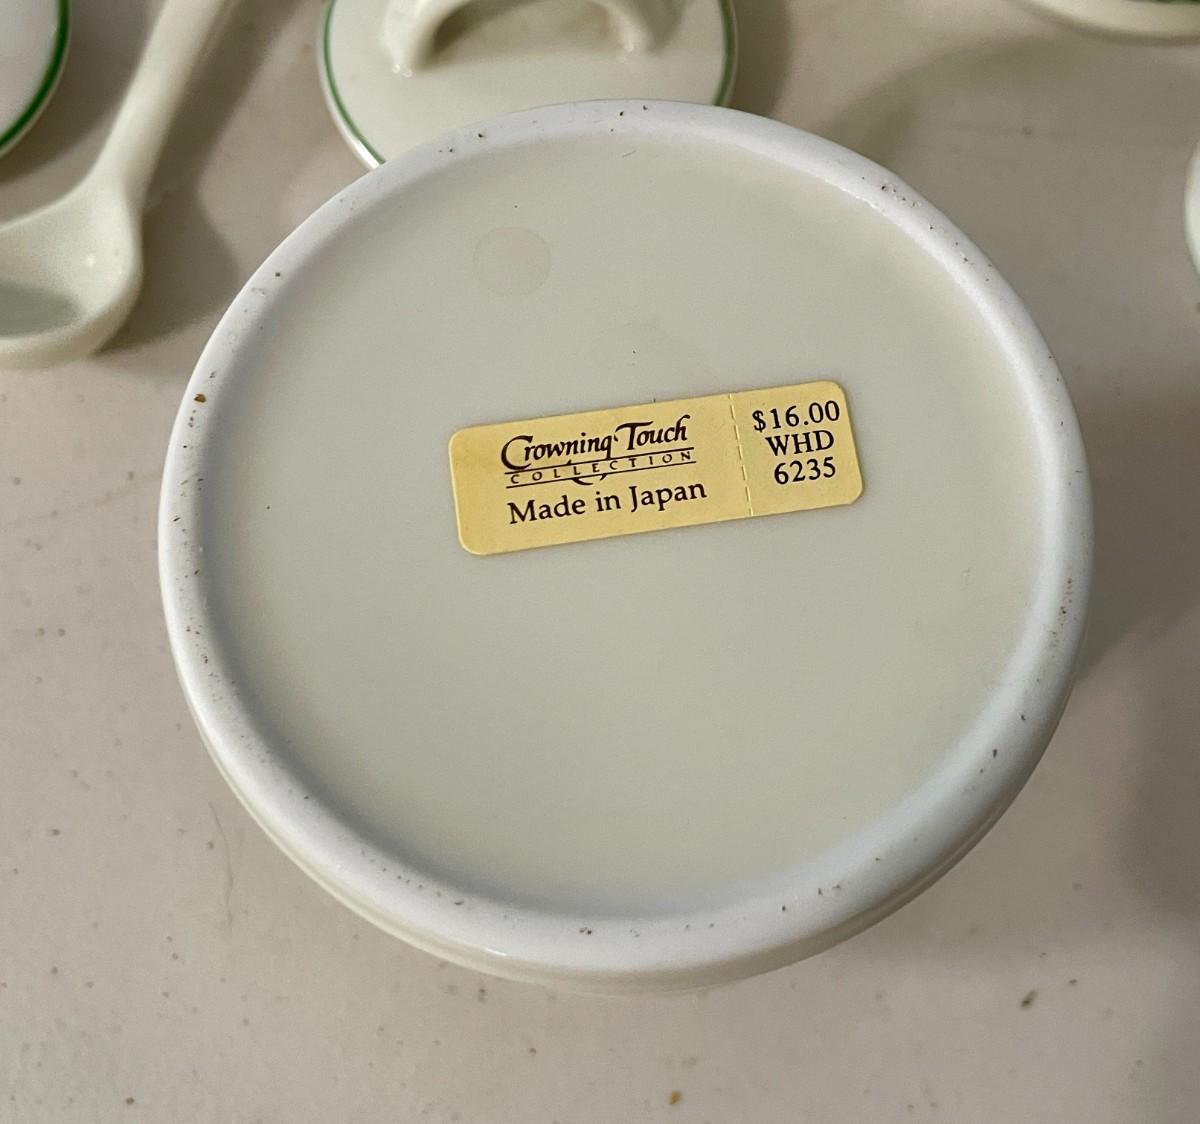 Crowning Touch
COLLECTION
Made in Japan
$16.00
WHD
6235